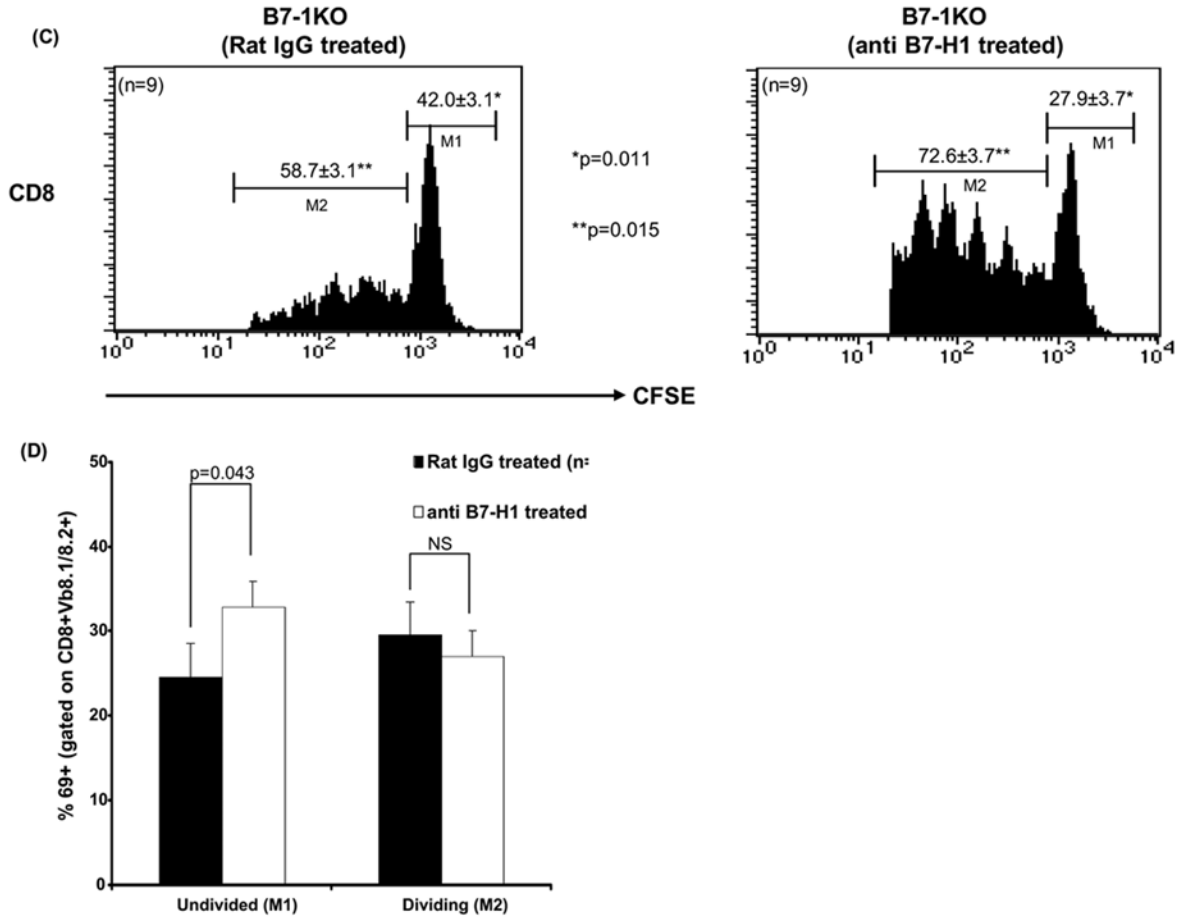 (C)
B7-1KO
(Rat IgG treated)
B7-1KO
(anti B7-H1 treated)
(n=9)
42.0±3.1*
M1
58.7±3.1**
M2
CD8
*p=0.011
**p=0.015
(n=9)
27.9±3.7*
M1
72.6±3.7**
M2
10⁰ 10¹ 10² 10³ 10⁴
10⁰ 10¹ 10² 10³ 10⁴
CFSE
(D)
% 69+ (gated on CD8+Vb8.1/8.2+)
50
40
30
20
10
0
p=0.043
NS
Rat IgG treated (n=
anti B7-H1 treated
Undivided (M1)
Dividing (M2)